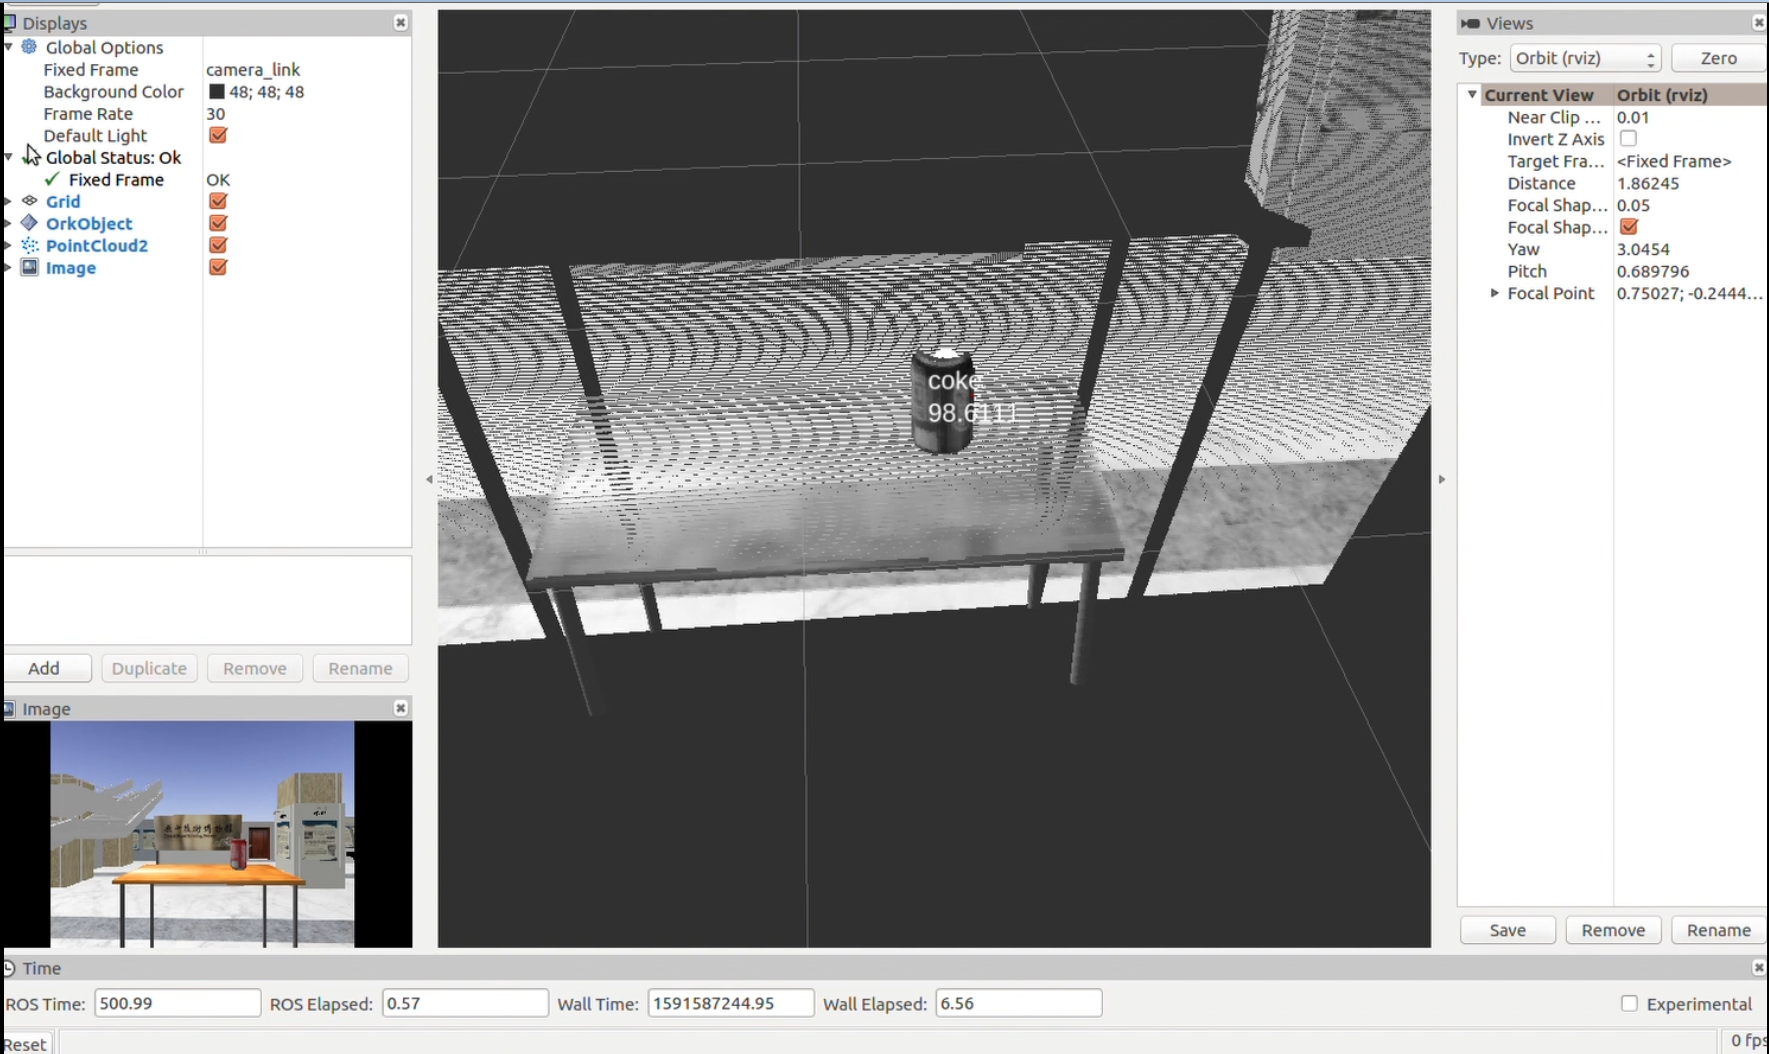 Displays
Global Options
Fixed Frame camera_link
Background Color 48; 48; 48
Frame Rate 30
Default Light
Global Status: Ok
Fixed Frame OK
Grid
OrkObject
PointCloud2
Image
Add Duplicate Remove Rename
Image
coke
98.6111
Views
Type: Orbit (rviz) Zero
Current View Orbit (rviz)
Near Clip ... 0.01
Invert Z Axis
Target Fra... <Fixed Frame>
Distance 1.86245
Focal Shap... 0.05
Focal Shap...
Yaw 3.0454
Pitch 0.689796
Focal Point 0.75027; -0.2444...
Save Remove Rename
Time
ROS Time: 500.99 ROS Elapsed: 0.57 Wall Time: 1591587244.95 Wall Elapsed: 6.56 Experimental
Reset 0 fps